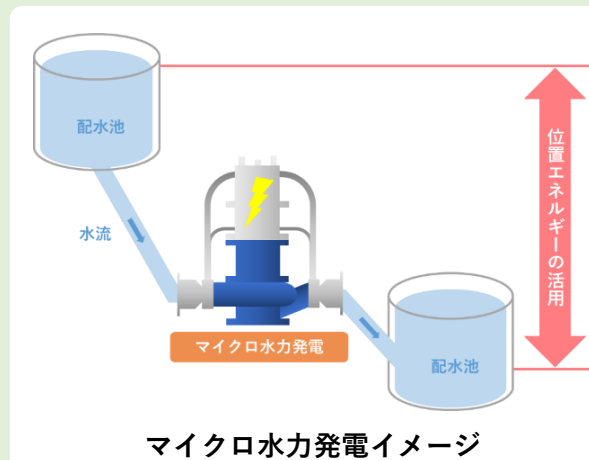 配水池
位置エネルギーの活用
水流
マイクロ水力発電
配水池
マイクロ水力発電イメージ